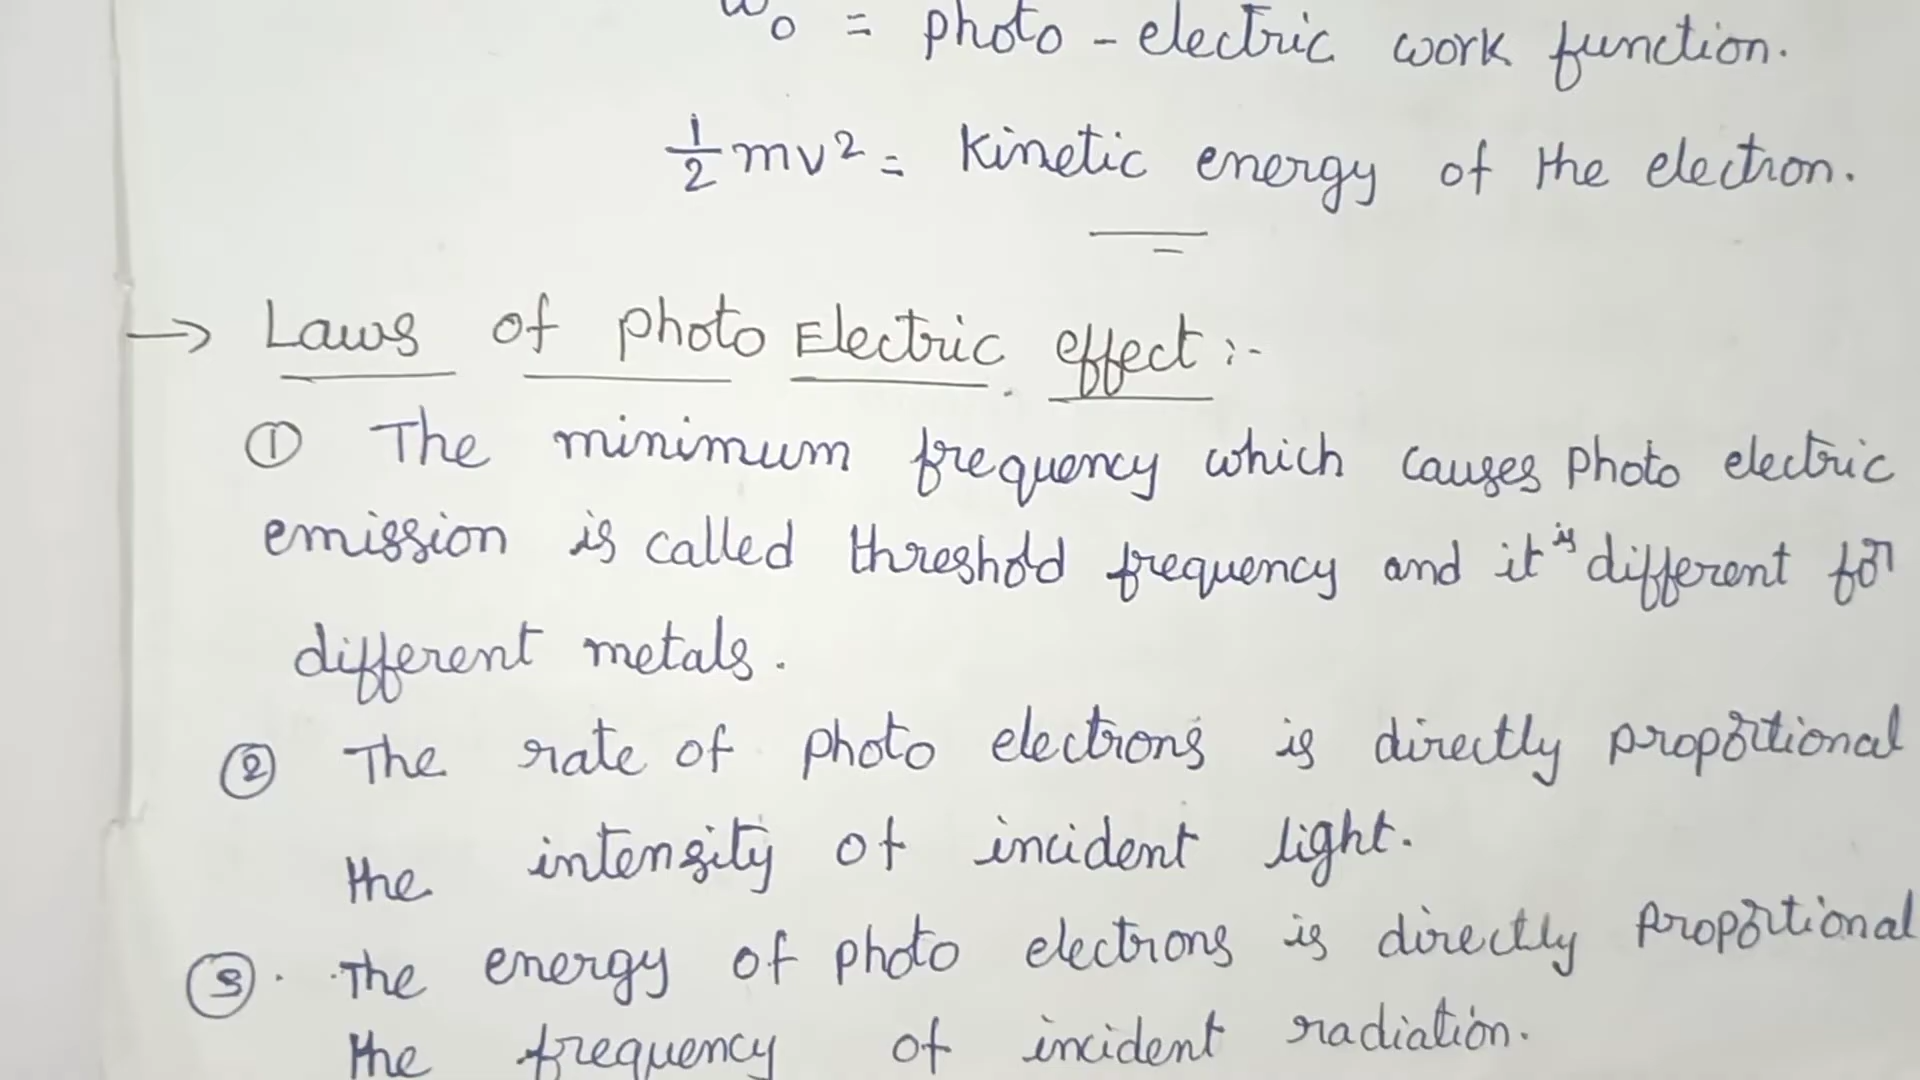 ω₀ = photo - electric work function.
½mv² = Kinetic energy of the electron.
→ Laws of photo Electric effect :-
① The minimum frequency which causes photo electric
emission is called threshold frequency and it is different for
different metals.
② The rate of photo electrons is directly proportional
the intensity of incident light.
③ The energy of photo electrons is directly proportional
the frequency of incident radiation.